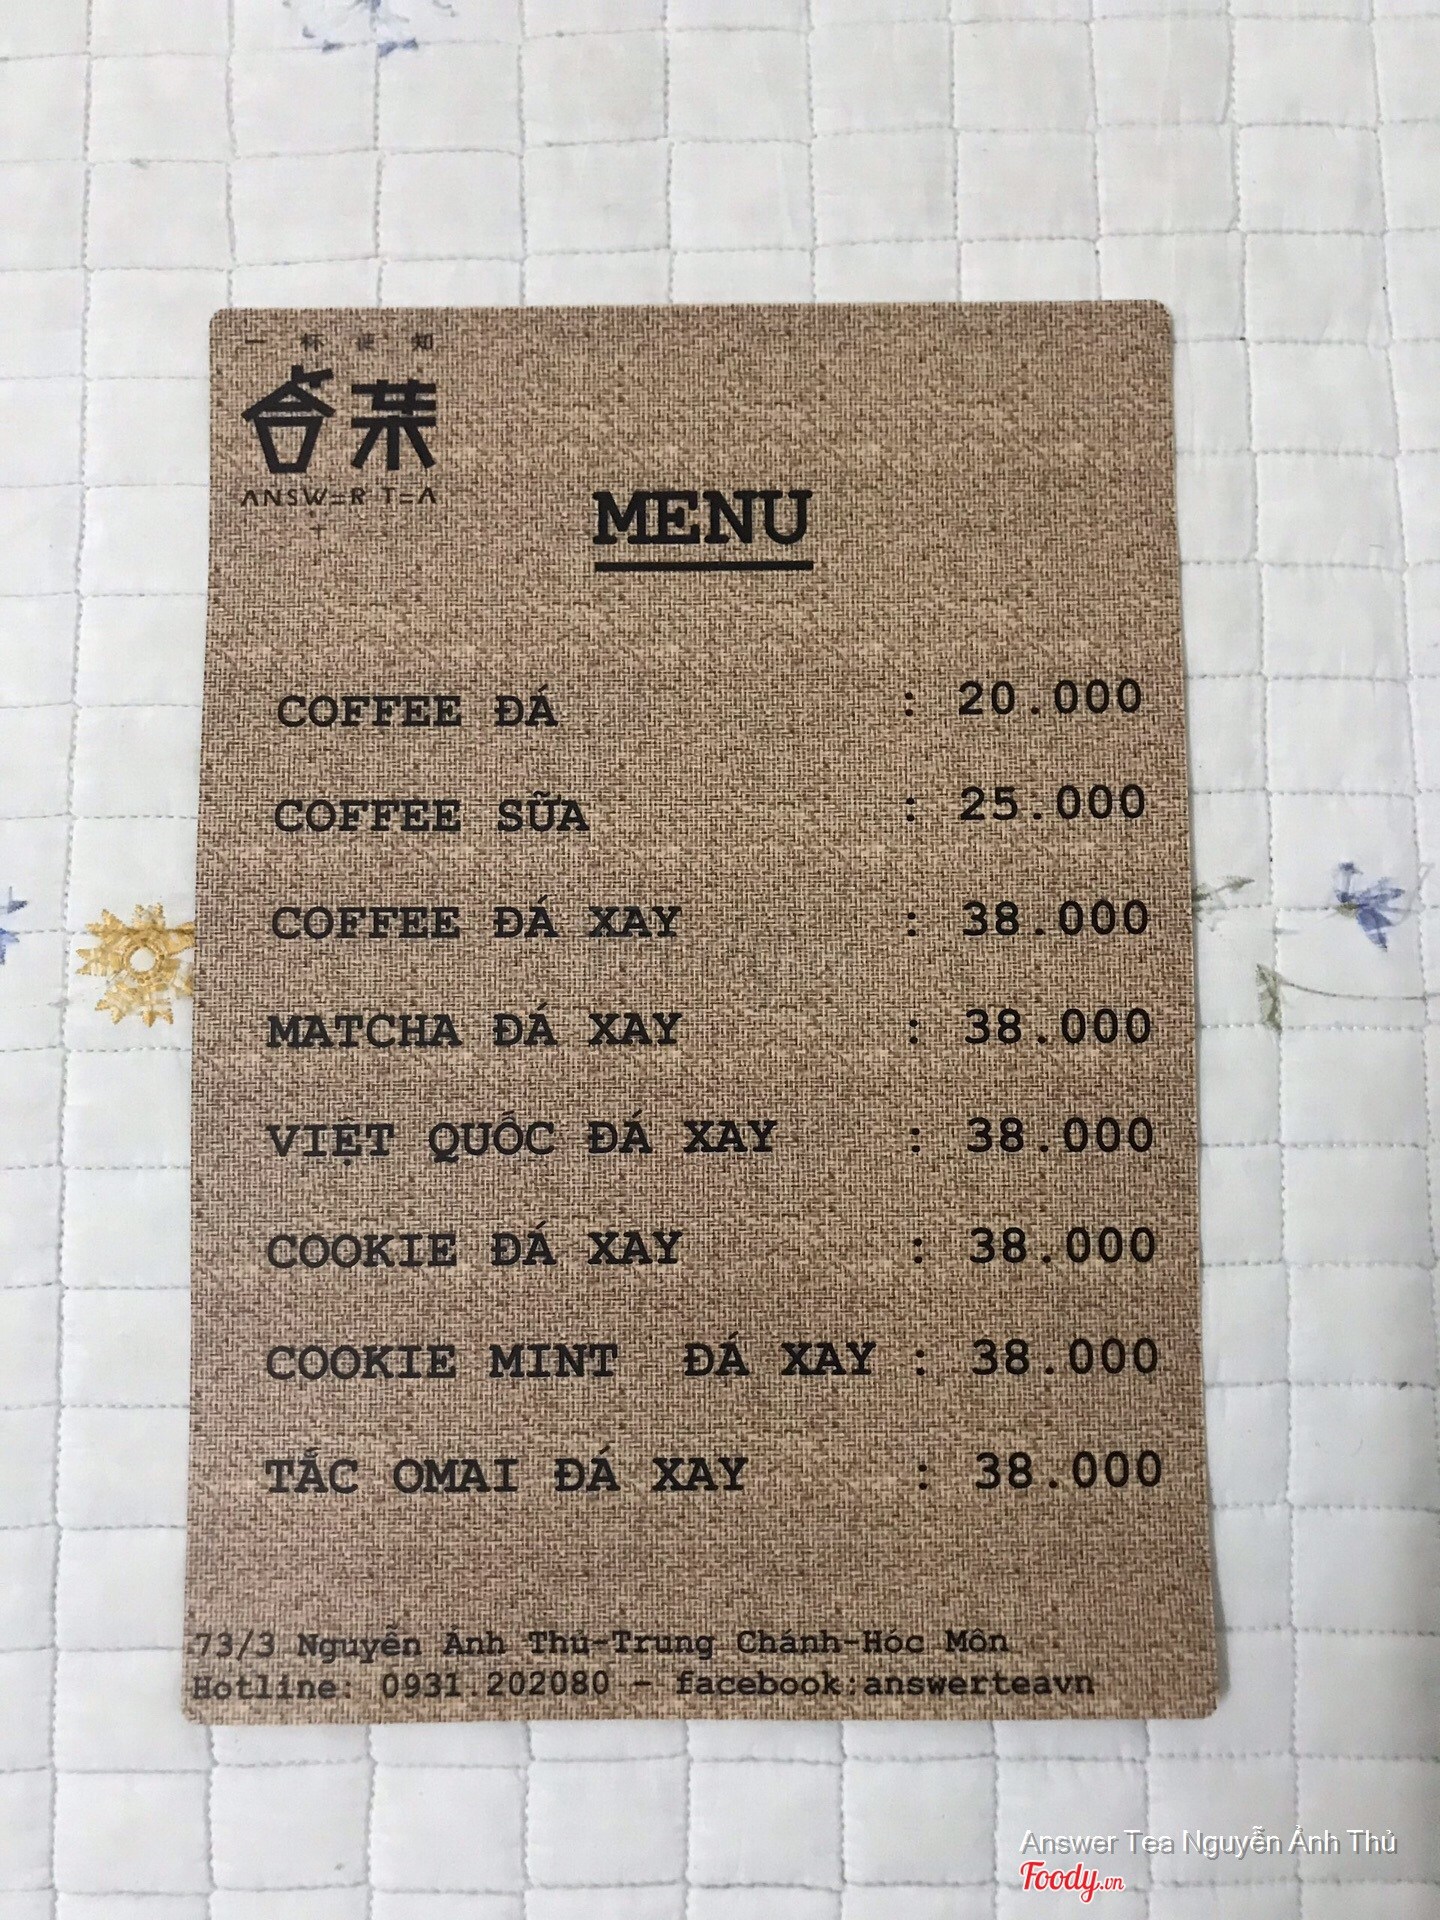 一 杯 便 知
答茶
ANSWER TEA
MENU
COFFEE ĐÁ : 20.000
COFFEE SỮA : 25.000
COFFEE ĐÁ XAY : 38.000
MATCHA ĐÁ XAY : 38.000
VIỆT QUỐC ĐÁ XAY : 38.000
COOKIE ĐÁ XAY : 38.000
COOKIE MINT ĐÁ XAY : 38.000
TẮC OMAI ĐÁ XAY : 38.000
73/3 Nguyễn Ảnh Thủ-Trung Chánh-Hóc Môn
Hotline: 0931.202080 - facebook:answerteavn
Answer Tea Nguyễn Ảnh Thủ
Foody.vn